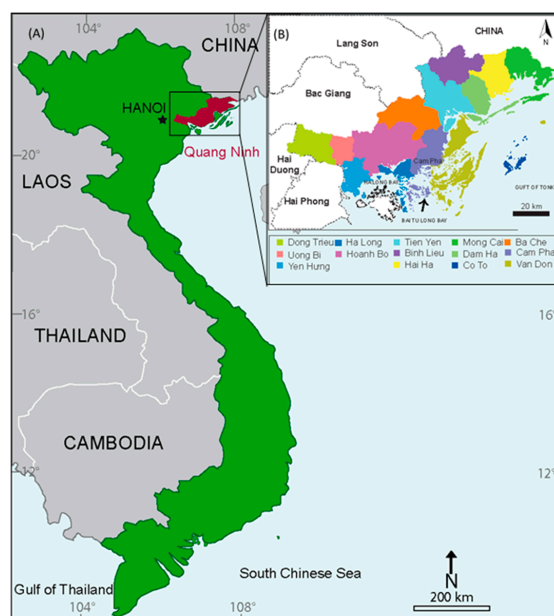 104°
108°
(A)
CHINA
HANOI
Quang Ninh
20°
LAOS
16°
THAILAND
CAMBODIA
12°
Gulf of Thailand
South Chinese Sea
N
200 km
104°
108°
16°
12°
(B)
CHINA
N
Lang Son
Bac Giang
Hai
Duong
Hai Phong
Cam Pha
HA LONG BAY
BAI TU LONG BAY
20 km
Dong Trieu
Ha Long
Tien Yen
Mong Cai
Ba Che
Uong Bi
Hoanh Bo
Binh Lieu
Dam Ha
Cam Pha
Yen Hung
Hai Ha
Co To
Van Don